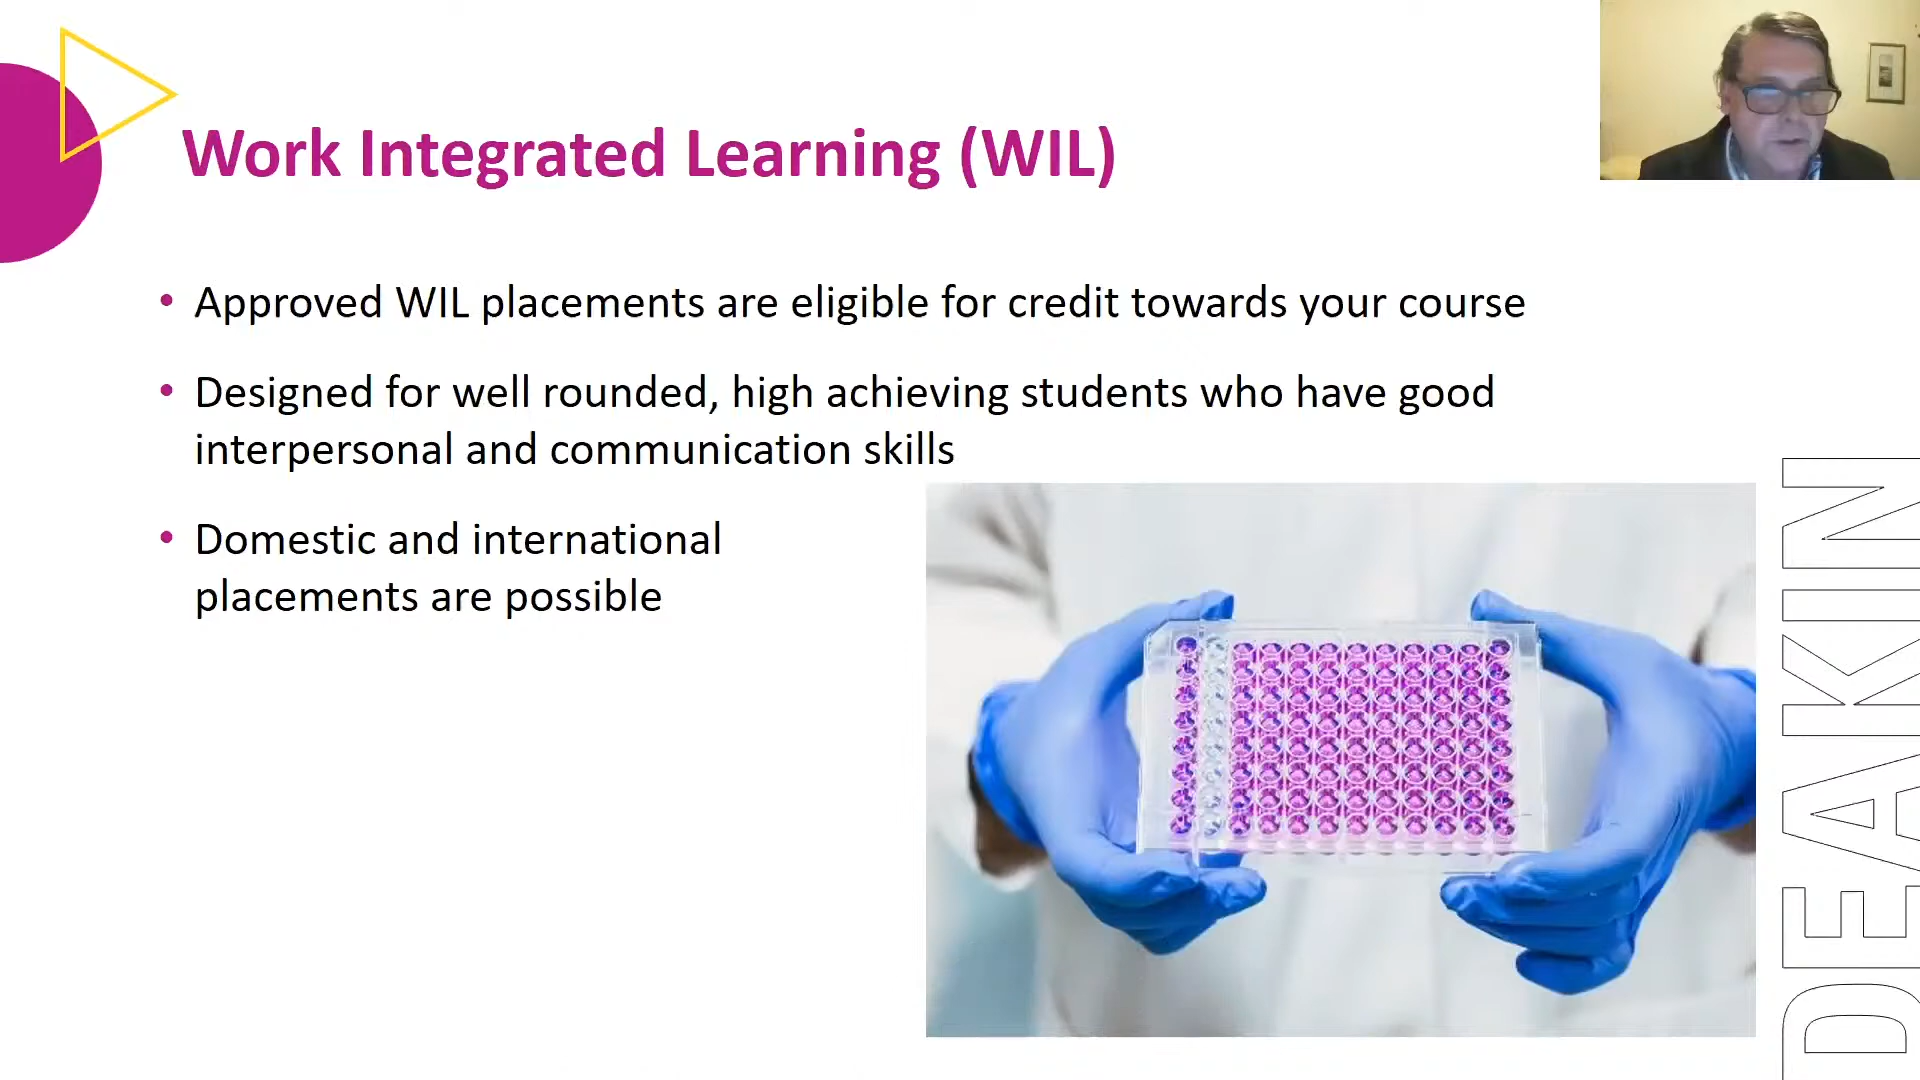 Work Integrated Learning (WIL)
• Approved WIL placements are eligible for credit towards your course
• Designed for well rounded, high achieving students who have good
interpersonal and communication skills
• Domestic and international
placements are possible
DEAKIN